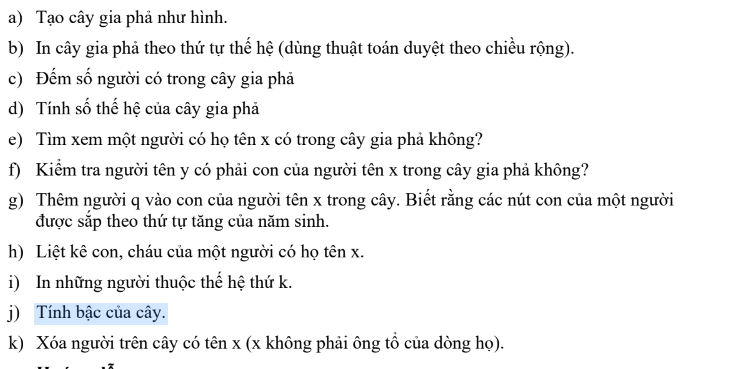 a) Tạo cây gia phả như hình.
b) In cây gia phả theo thứ tự thế hệ (dùng thuật toán duyệt theo chiều rộng).
c) Đếm số người có trong cây gia phả
d) Tính số thế hệ của cây gia phả
e) Tìm xem một người có họ tên x có trong cây gia phả không?
f) Kiểm tra người tên y có phải con của người tên x trong cây gia phả không?
g) Thêm người q vào con của người tên x trong cây. Biết rằng các nút con của một người
được sắp theo thứ tự tăng của năm sinh.
h) Liệt kê con, cháu của một người có họ tên x.
i) In những người thuộc thế hệ thứ k.
j) Tính bậc của cây.
k) Xóa người trên cây có tên x (x không phải ông tổ của dòng họ).